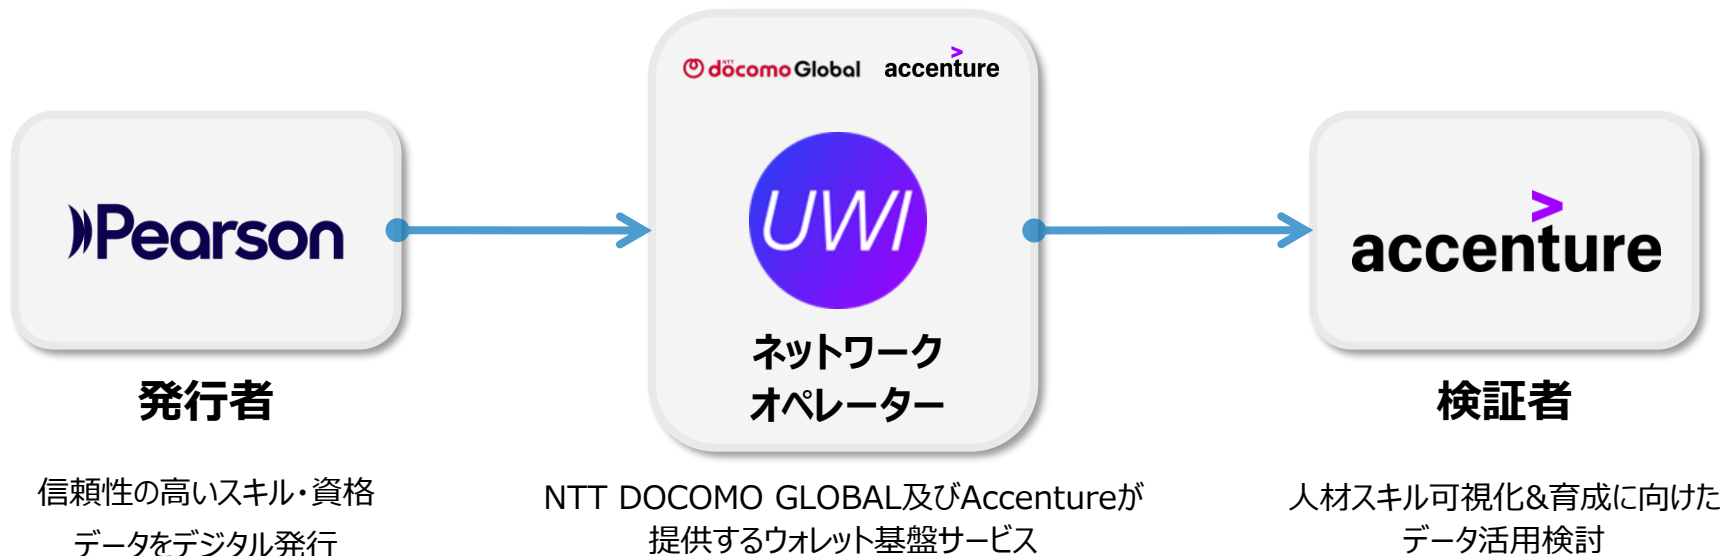 NTT döcomo Global accenture
Pearson
UWI
accenture
ネットワーク
オペレーター
発行者
検証者
信頼性の高いスキル・資格
データをデジタル発行
NTT DOCOMO GLOBAL及びAccentureが
提供するウォレット基盤サービス
人材スキル可視化&育成に向けた
データ活用検討